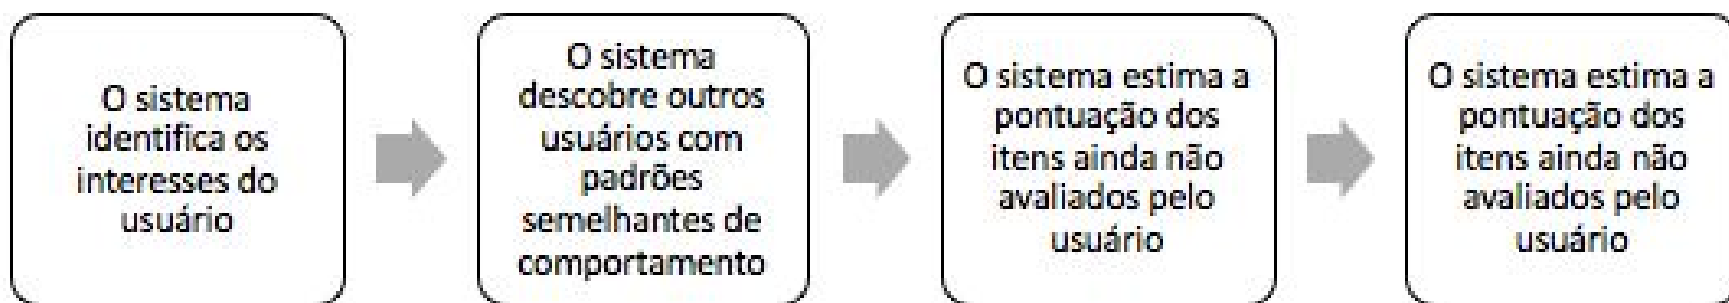 O sistema
identifica os
interesses do
usuário
O sistema
descobre outros
usuários com
padrões
semelhantes de
comportamento
O sistema estima a
pontuação dos
itens ainda não
avaliados pelo
usuário
O sistema estima a
pontuação dos
itens ainda não
avaliados pelo
usuário